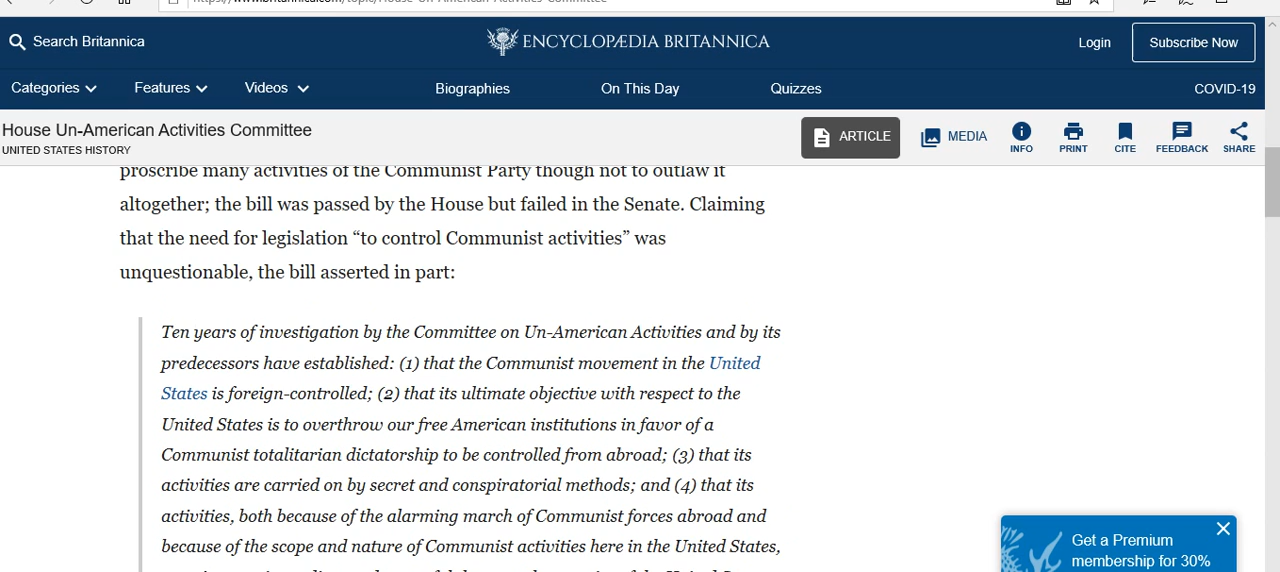 Search Britannica
ENCYCLOPÆDIA BRITANNICA
Login
Subscribe Now
Categories
Features
Videos
Biographies
On This Day
Quizzes
COVID-19
House Un-American Activities Committee
UNITED STATES HISTORY
ARTICLE
MEDIA
INFO
PRINT
CITE
FEEDBACK
SHARE
proscribe many activities of the Communist Party though not to outlaw it
altogether; the bill was passed by the House but failed in the Senate. Claiming
that the need for legislation “to control Communist activities” was
unquestionable, the bill asserted in part:
Ten years of investigation by the Committee on Un-American Activities and by its
predecessors have established: (1) that the Communist movement in the United
States is foreign-controlled; (2) that its ultimate objective with respect to the
United States is to overthrow our free American institutions in favor of a
Communist totalitarian dictatorship to be controlled from abroad; (3) that its
activities are carried on by secret and conspiratorial methods; and (4) that its
activities, both because of the alarming march of Communist forces abroad and
because of the scope and nature of Communist activities here in the United States,
Get a Premium
membership for 30%